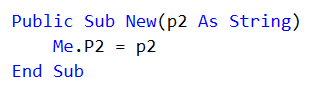 Public Sub New(p2 As String)
    Me.P2 = p2
End Sub